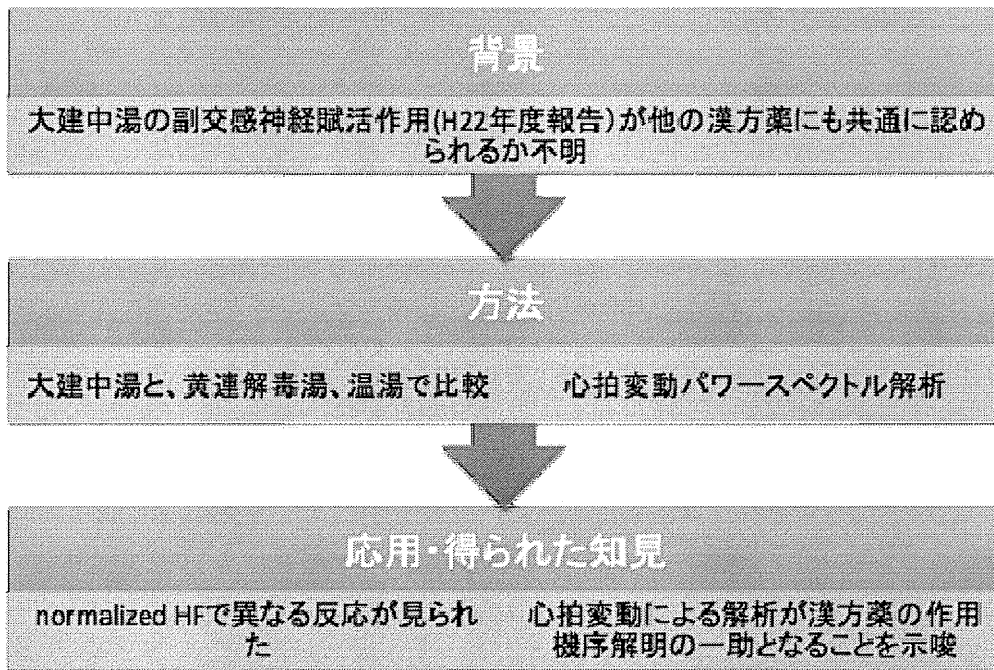 背景
大建中湯の副交感神経賦活作用(H22年度報告)が他の漢方薬にも共通に認め
られるか不明
方法
大建中湯と、黄連解毒湯、温湯で比較
心拍変動パワースペクトル解析
応用・得られた知見
normalized HFで異なる反応が見られ
た
心拍変動による解析が漢方薬の作用
機序解明の一助となることを示唆